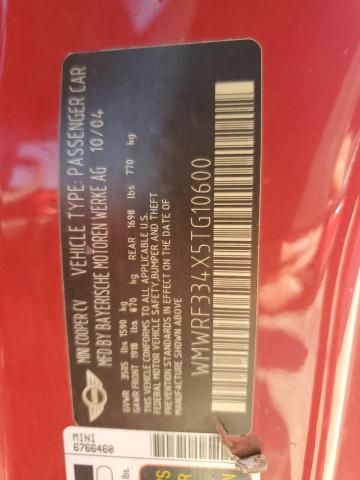 MINI COOPER CV VEHICLE TYPE: PASSENGER CAR
MFD BY BAYERISCHE MOTOREN WERKE AG 10/04
GVWR 3505 lbs 1590 kg
GAWR FRONT 1918 lbs 870 kg REAR 1698 lbs 770 kg
THIS VEHICLE CONFORMS TO ALL APPLICABLE U.S.
FEDERAL MOTOR VEHICLE SAFETY,BUMPER AND THEFT
PREVENTION STANDARDS IN EFFECT ON THE DATE OF
MANUFACTURE SHOWN ABOVE.
WMWRF334X5TG10600
MINI
6766460
lbs.